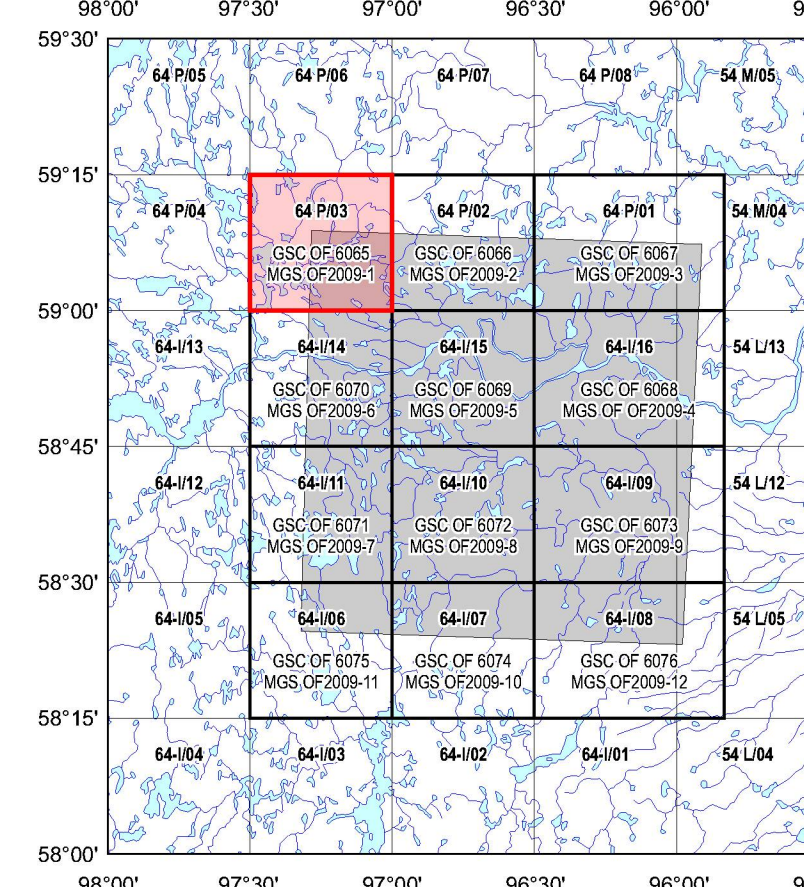 98°00' 97°30' 97°00' 96°30' 96°00'
59°30'
64 P/05 64 P/06 64 P/07 64 P/08 54 M/05
59°15'
64 P/04 64 P/03 64 P/02 64 P/01 54 M/04
GSC OF 6065 GSC OF 6066 GSC OF 6067
MGS OF2009-1 MGS OF2009-2 MGS OF2009-3
59°00'
64-I/13 64-I/14 64-I/15 64-I/16 54 L/13
GSC OF 6070 GSC OF 6069 GSC OF 6068
MGS OF2009-6 MGS OF2009-5 MGS OF OF2009-4
58°45'
64-I/12 64-I/11 64-I/10 64-I/09 54 L/12
GSC OF 6071 GSC OF 6072 GSC OF 6073
MGS OF2009-7 MGS OF2009-8 MGS OF2009-9
58°30'
64-I/05 64-I/06 64-I/07 64-I/08 54 L/05
GSC OF 6075 GSC OF 6074 GSC OF 6076
MGS OF2009-11 MGS OF2009-10 MGS OF2009-12
58°15'
64-I/04 64-I/03 64-I/02 64-I/01 54 L/04
58°00'
98°00' 97°30' 97°00' 96°30' 96°00'